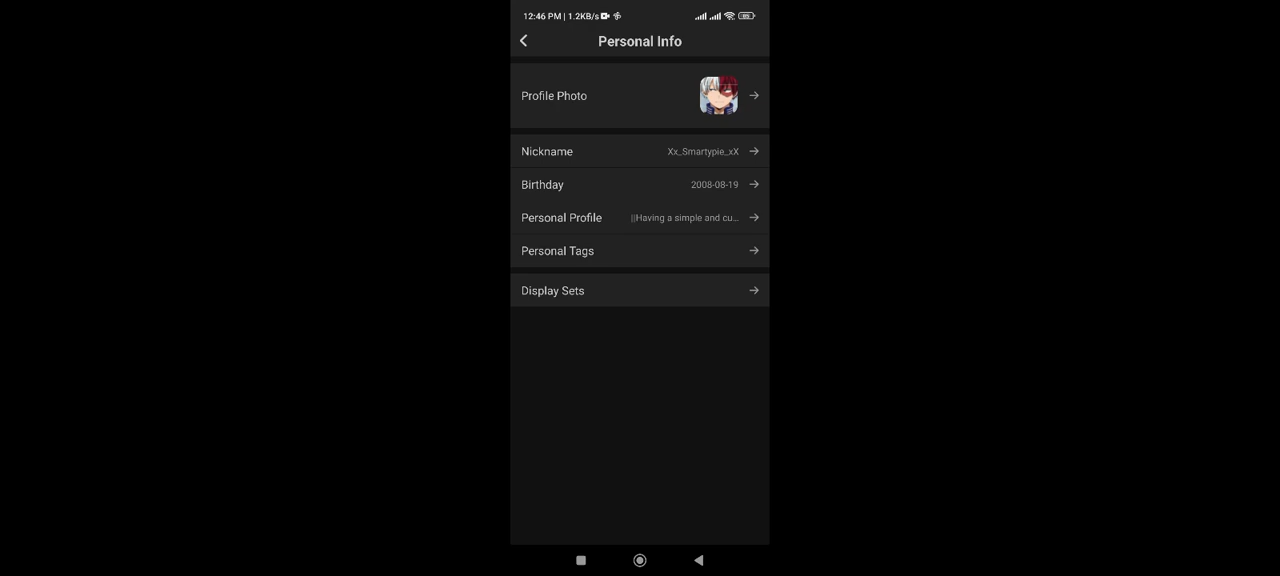 12:46 PM | 1.2KB/s
Personal Info
Profile Photo
Nickname Xx_Smartypie_xX
Birthday 2008-08-19
Personal Profile ||Having a simple and cu...
Personal Tags
Display Sets